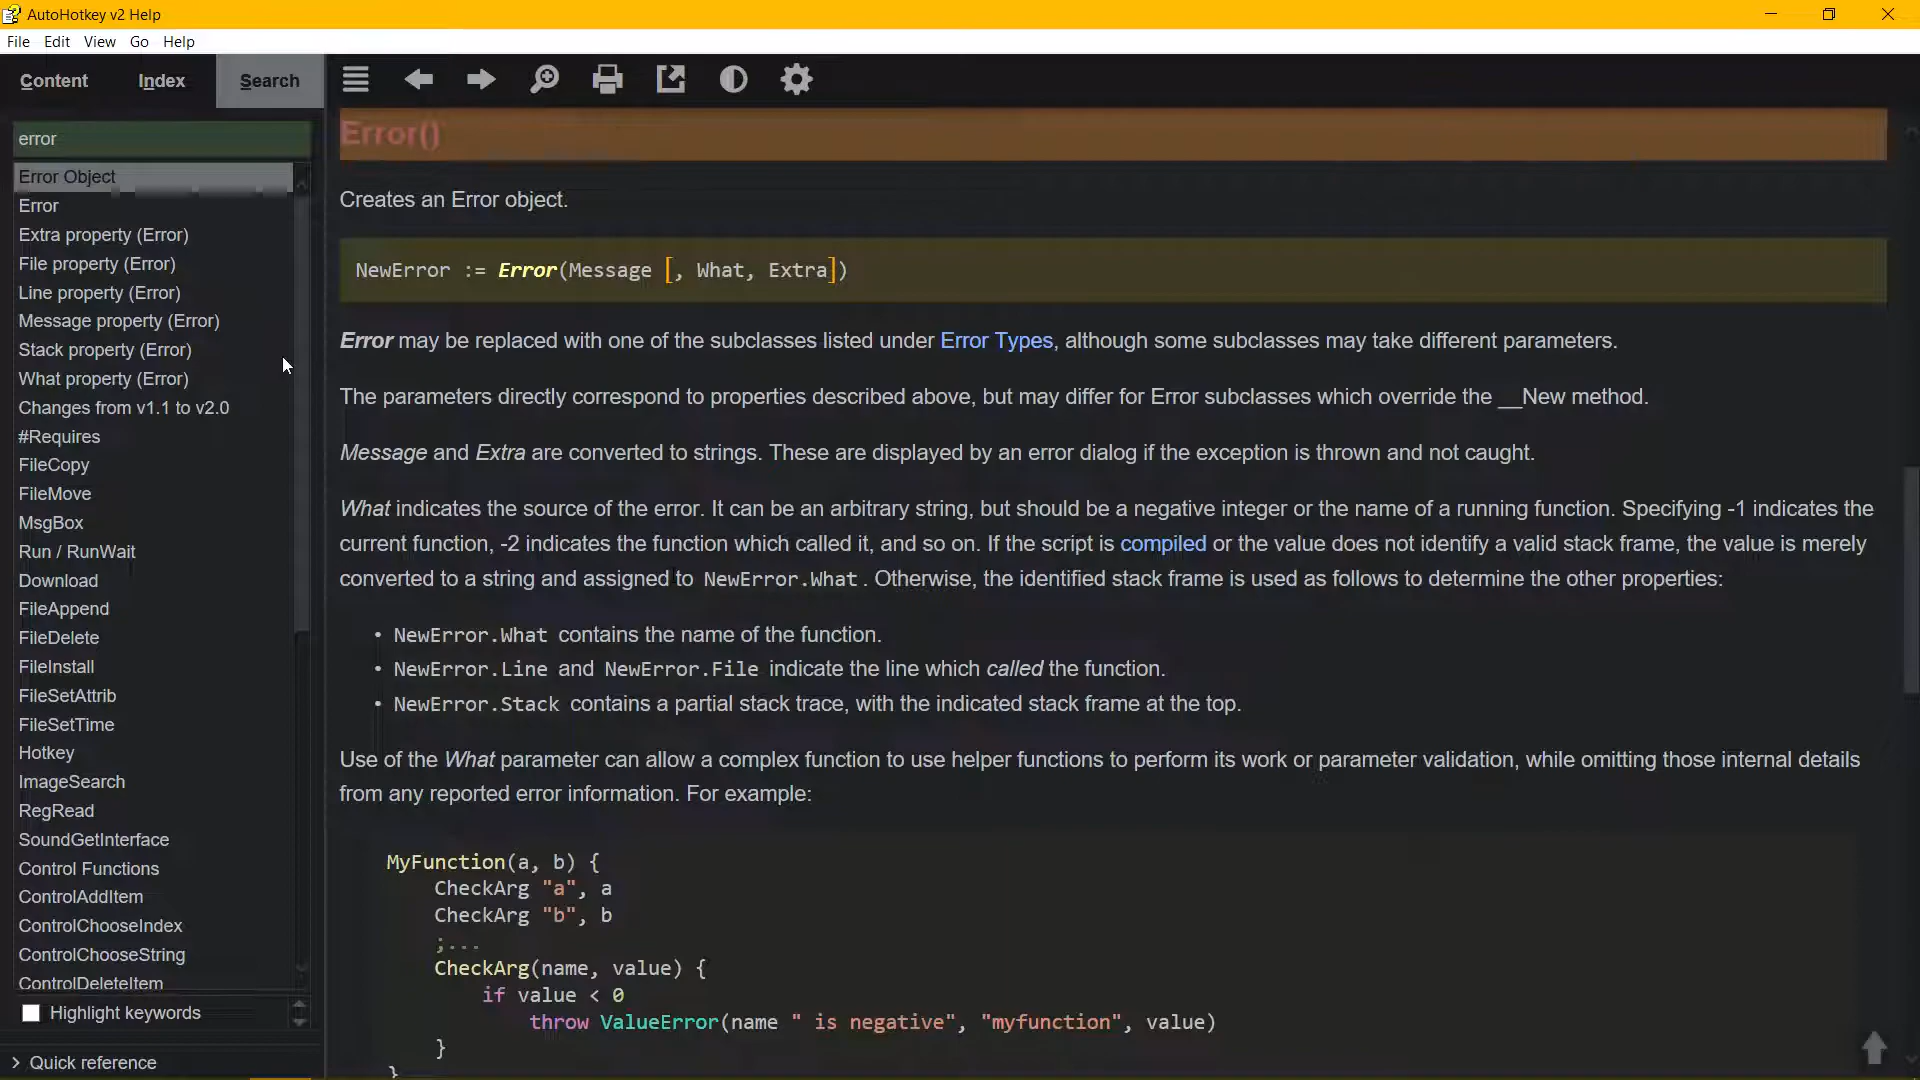 AutoHotkey v2 Help
File Edit View Go Help
Content Index Search
error
Error Object
Error
Extra property (Error)
File property (Error)
Line property (Error)
Message property (Error)
Stack property (Error)
What property (Error)
Changes from v1.1 to v2.0
#Requires
FileCopy
FileMove
MsgBox
Run / RunWait
Download
FileAppend
FileDelete
FileInstall
FileSetAttrib
FileSetTime
Hotkey
ImageSearch
RegRead
SoundGetInterface
Control Functions
ControlAddItem
ControlChooseIndex
ControlChooseString
ControlDeleteItem
Highlight keywords
Quick reference
Error()
Creates an Error object.
NewError := Error(Message [, What, Extra])
Error may be replaced with one of the subclasses listed under Error Types, although some subclasses may take different parameters.
The parameters directly correspond to properties described above, but may differ for Error subclasses which override the __New method.
Message and Extra are converted to strings. These are displayed by an error dialog if the exception is thrown and not caught.
What indicates the source of the error. It can be an arbitrary string, but should be a negative integer or the name of a running function. Specifying -1 indicates the
current function, -2 indicates the function which called it, and so on. If the script is compiled or the value does not identify a valid stack frame, the value is merely
converted to a string and assigned to NewError.What. Otherwise, the identified stack frame is used as follows to determine the other properties:
• NewError.What contains the name of the function.
• NewError.Line and NewError.File indicate the line which called the function.
• NewError.Stack contains a partial stack trace, with the indicated stack frame at the top.
Use of the What parameter can allow a complex function to use helper functions to perform its work or parameter validation, while omitting those internal details
from any reported error information. For example:
MyFunction(a, b) {
CheckArg "a", a
CheckArg "b", b
;...
CheckArg(name, value) {
if value < 0
throw ValueError(name " is negative", "myfunction", value)
}
}